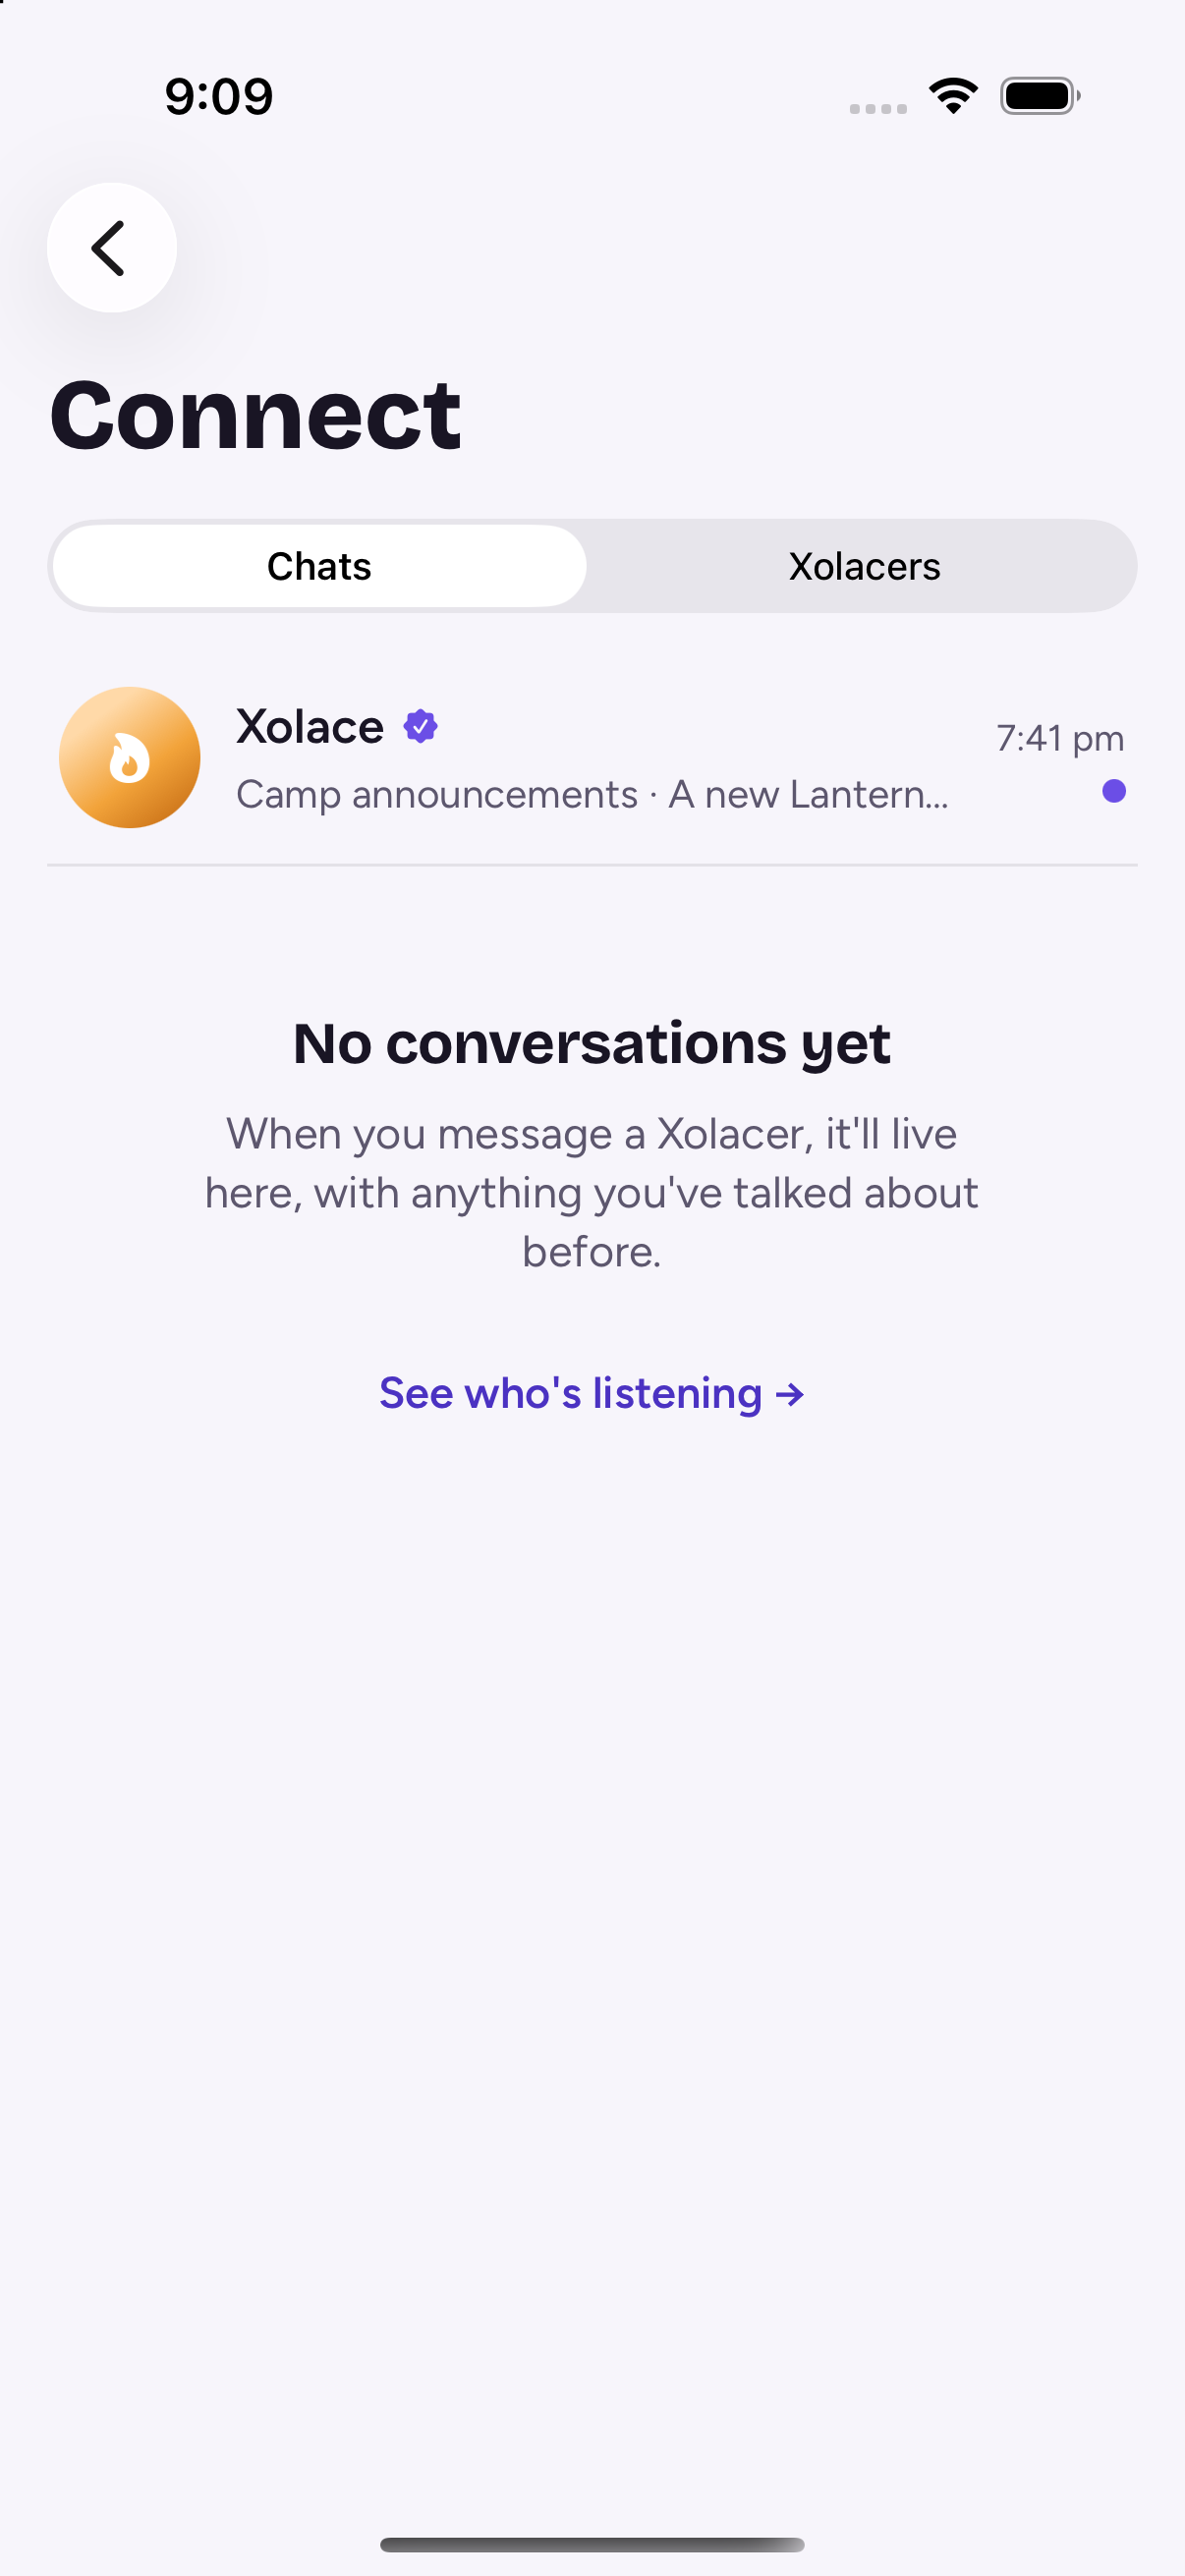 9:09
Connect
Chats
Xolacers
Xolace
7:41 pm
Camp announcements · A new Lantern...
No conversations yet
When you message a Xolacer, it'll live
here, with anything you've talked about
before.
See who's listening →